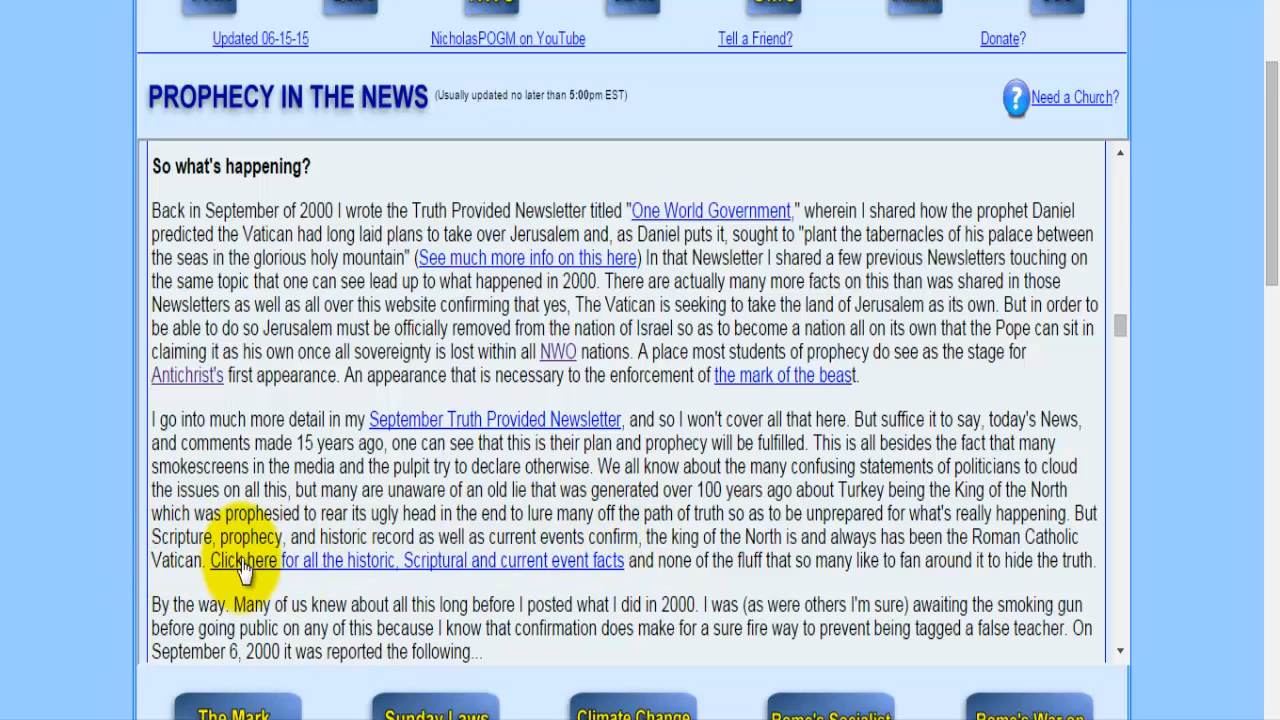 Updated 06-15-15 NicholasPOGM on YouTube Tell a Friend? Donate?
PROPHECY IN THE NEWS (Usually updated no later than 5:00pm EST) Need a Church?
So what's happening?
Back in September of 2000 I wrote the Truth Provided Newsletter titled "One World Government," wherein I shared how the prophet Daniel
predicted the Vatican had long laid plans to take over Jerusalem and, as Daniel puts it, sought to "plant the tabernacles of his palace between
the seas in the glorious holy mountain" (See much more info on this here) In that Newsletter I shared a few previous Newsletters touching on
the same topic that one can see lead up to what happened in 2000. There are actually many more facts on this than was shared in those
Newsletters as well as all over this website confirming that yes, The Vatican is seeking to take the land of Jerusalem as its own. But in order to
be able to do so Jerusalem must be officially removed from the nation of Israel so as to become a nation all on its own that the Pope can sit in
claiming it as his own once all sovereignty is lost within all NWO nations. A place most students of prophecy do see as the stage for
Antichrist's first appearance. An appearance that is necessary to the enforcement of the mark of the beast.
I go into much more detail in my September Truth Provided Newsletter, and so I won't cover all that here. But suffice it to say, today's News,
and comments made 15 years ago, one can see that this is their plan and prophecy will be fulfilled. This is all besides the fact that many
smokescreens in the media and the pulpit try to declare otherwise. We all know about the many confusing statements of politicians to cloud
the issues on all this, but many are unaware of an old lie that was generated over 100 years ago about Turkey being the King of the North
which was prophesied to rear its ugly head in the end to lure many off the path of truth so as to be unprepared for what's really happening. But
Scripture, prophecy, and historic record as well as current events confirm, the king of the North is and always has been the Roman Catholic
Vatican. Click here for all the historic, Scriptural and current event facts and none of the fluff that so many like to fan around it to hide the truth.
By the way. Many of us knew about all this long before I posted what I did in 2000. I was (as were others I'm sure) awaiting the smoking gun
before going public on any of this because I know that confirmation does make for a sure fire way to prevent being tagged a false teacher. On
September 6, 2000 it was reported the following...
The Mark Sunday Laws Climate Change Rome's Socialist Rome's War on